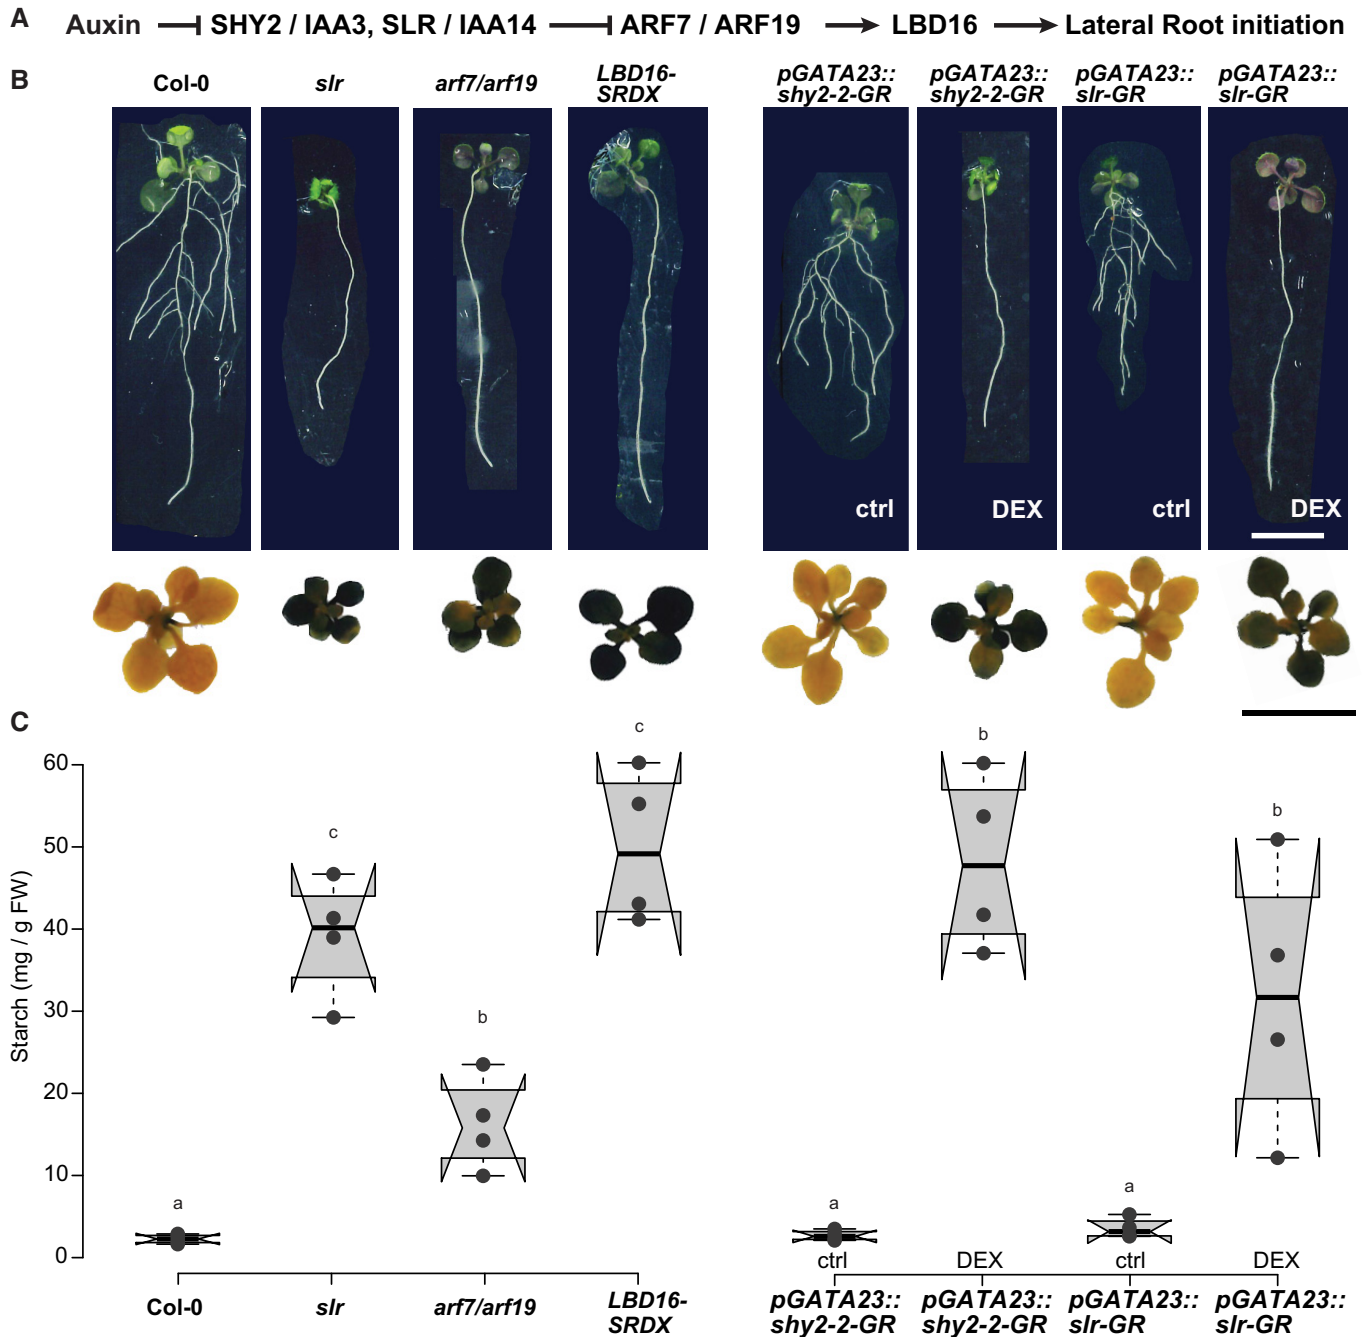 A Auxin SHY2 / IAA3, SLR / IAA14 ARF7 / ARF19 LBD16 Lateral Root initiation
B Col-0 slr arf7/arf19 LBD16-SRDX pGATA23::shy2-2-GR pGATA23::shy2-2-GR pGATA23::slr-GR pGATA23::slr-GR
ctrl DEX ctrl DEX
C
c c b b
b
a a a
60
50
40
30
20
10
0
Starch (mg / g FW)
ctrl DEX ctrl DEX
Col-0 slr arf7/arf19 LBD16-SRDX pGATA23::shy2-2-GR pGATA23::shy2-2-GR pGATA23::slr-GR pGATA23::slr-GR